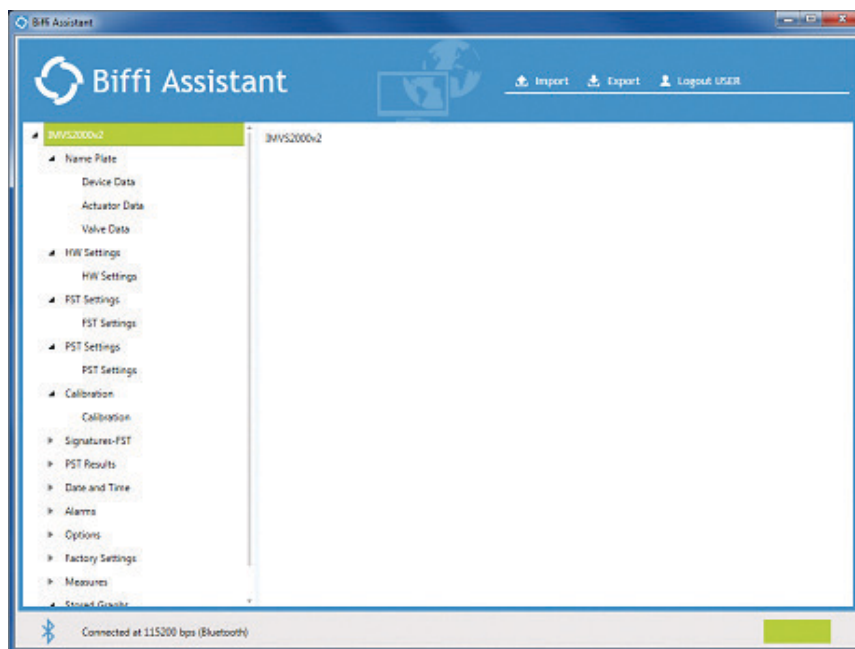 Biffi Assistant
Biffi Assistant
Import Export Logout USER
IMVS2000v2
IMVS2000v2
Name Plate
Device Data
Actuator Data
Valve Data
HW Settings
HW Settings
FST Settings
FST Settings
PST Settings
PST Settings
Calibration
Calibration
Signatures-FST
PST Results
Date and Time
Alarms
Options
Factory Settings
Measures
Stored Graphs
Connected at 115200 bps (Bluetooth)